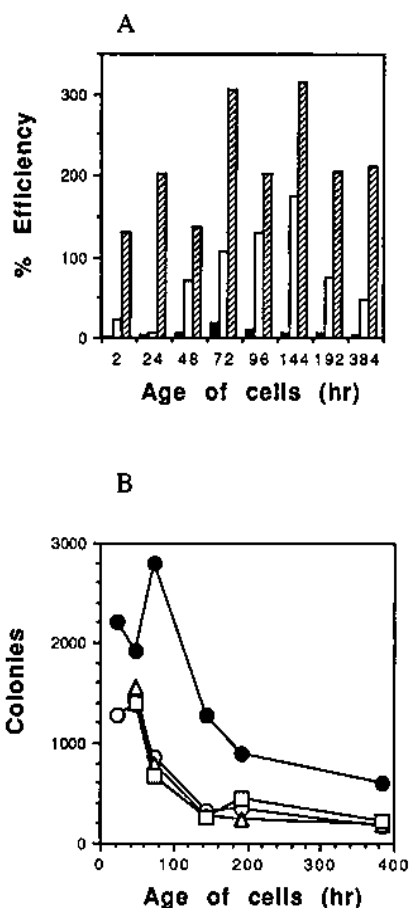 A
300
200
100
0
% Efficiency
2 24 48 72 96 144 192 384
Age of cells (hr)
B
3000
2000
1000
0
Colonies
0 100 200 300 400
Age of cells (hr)